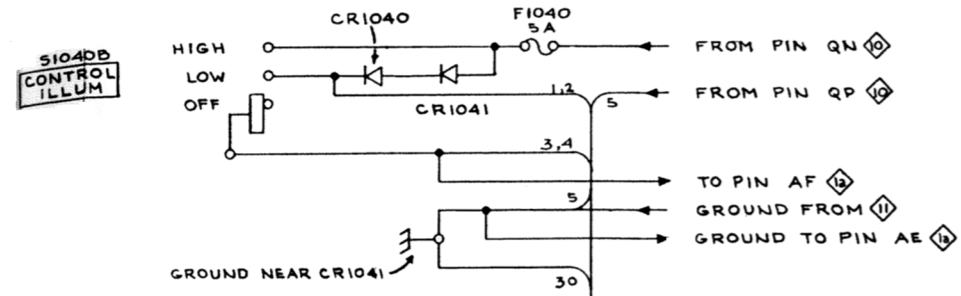 CR1040
F1040
5A
S1040B
CONTROL
ILLUM
HIGH
LOW
OFF
FROM PIN QN 10
1,2
5
FROM PIN QP 10
CR1041
3,4
TO PIN AF 1a
5
GROUND FROM 11
GROUND TO PIN AE 1a
GROUND NEAR CR1041
30